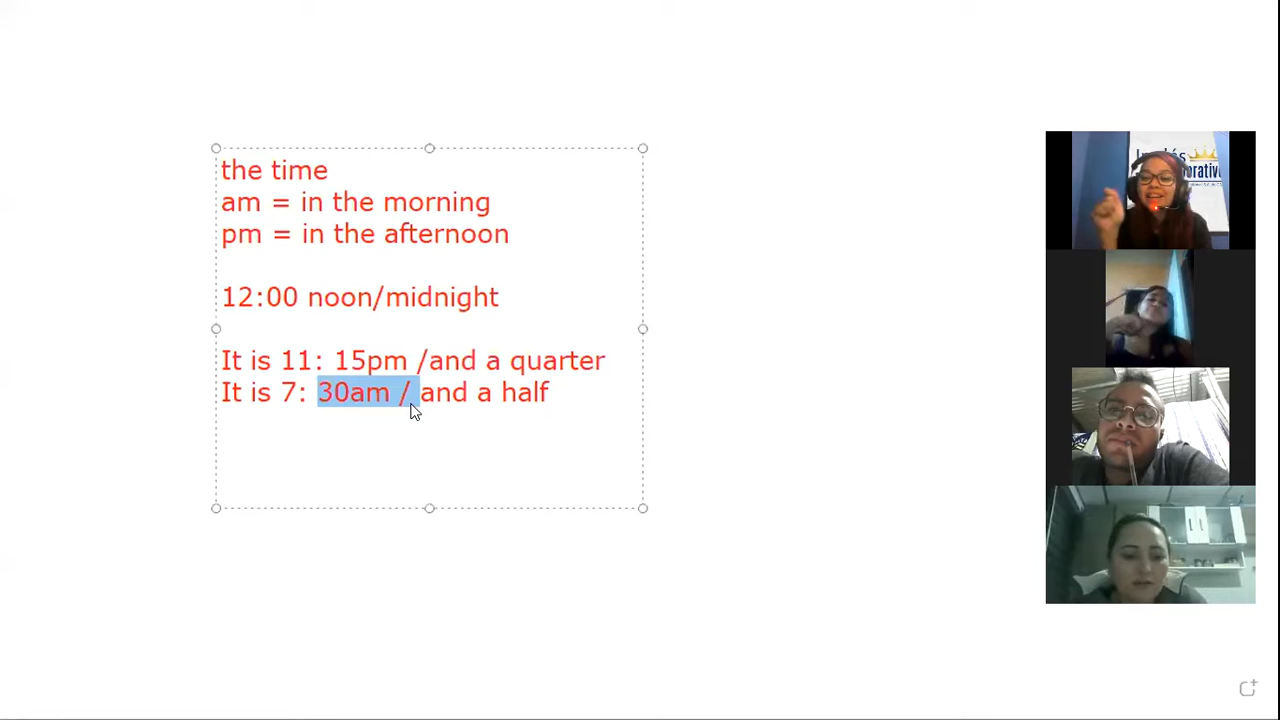 the time
am = in the morning
pm = in the afternoon
12:00 noon/midnight
It is 11: 15pm /and a quarter
It is 7: 30am / and a half